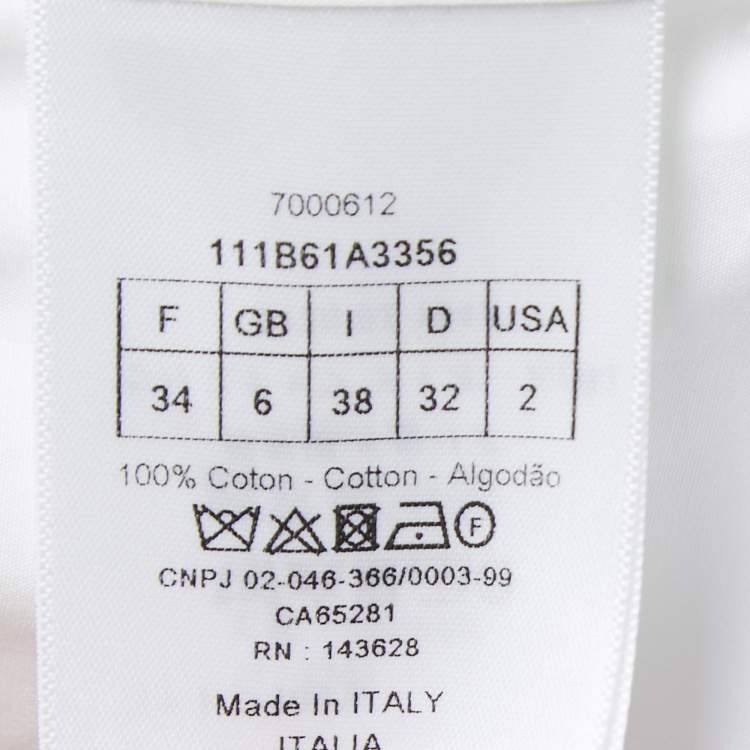 7000612
111B61A3356
F GB I D USA
34 6 38 32 2
100% Coton - Cotton - Algodão
F
CNPJ 02-046-366/0003-99
CA65281
RN : 143628
Made In ITALY
ITALIA